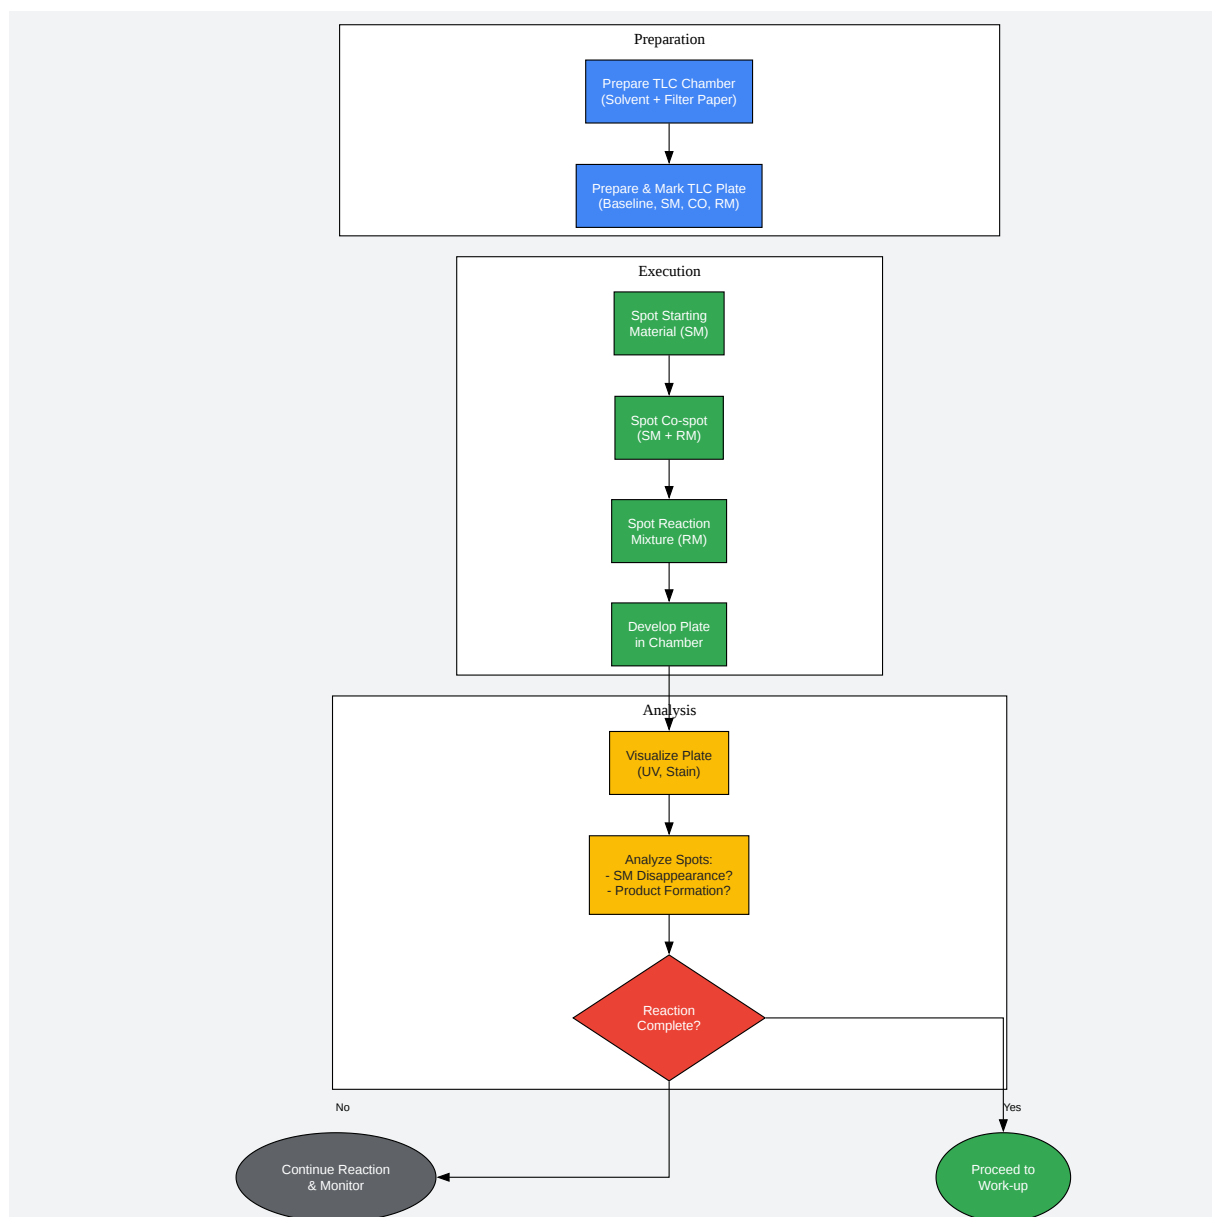 Preparation
Prepare TLC Chamber
(Solvent + Filter Paper)
Prepare & Mark TLC Plate
(Baseline, SM, CO, RM)
Execution
Spot Starting
Material (SM)
Spot Co-spot
(SM + RM)
Spot Reaction
Mixture (RM)
Develop Plate
in Chamber
Analysis
Visualize Plate
(UV, Stain)
Analyze Spots:
- SM Disappearance?
- Product Formation?
Reaction
Complete?
No
Yes
Continue Reaction
& Monitor
Proceed to
Work-up